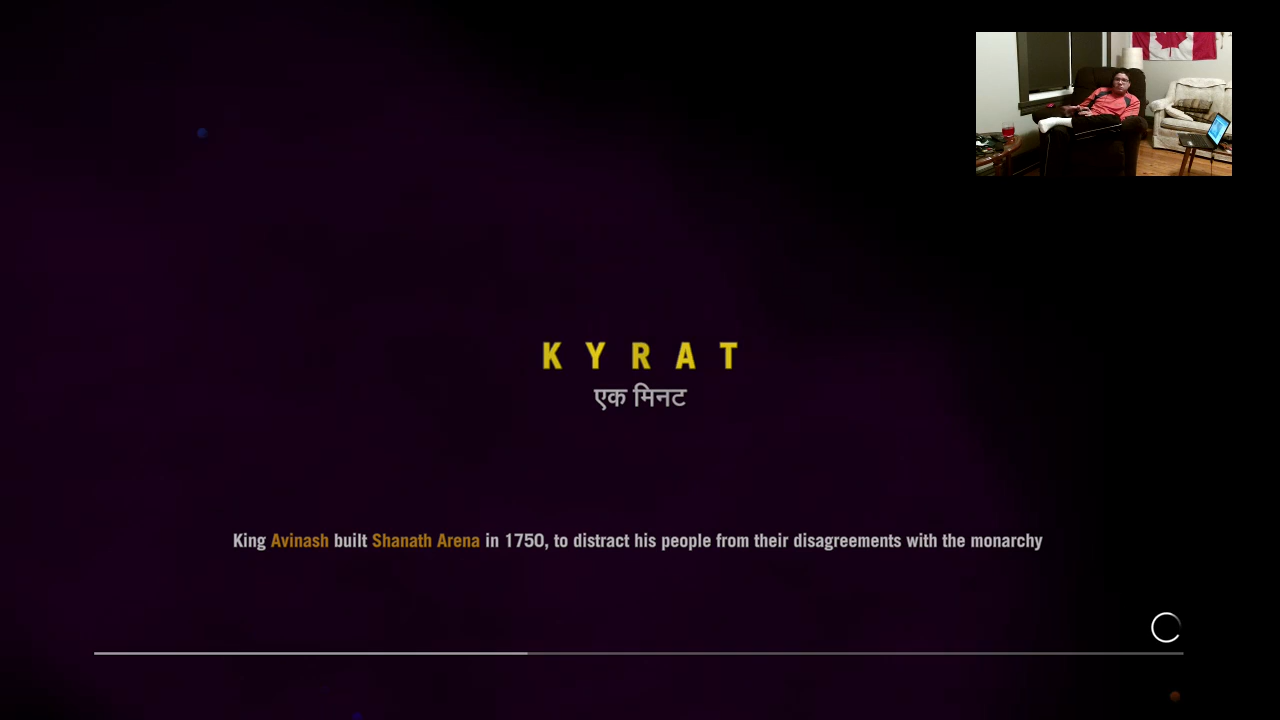 KYRAT
एक मिनट
King Avinash built Shanath Arena in 1750, to distract his people from their disagreements with the monarchy